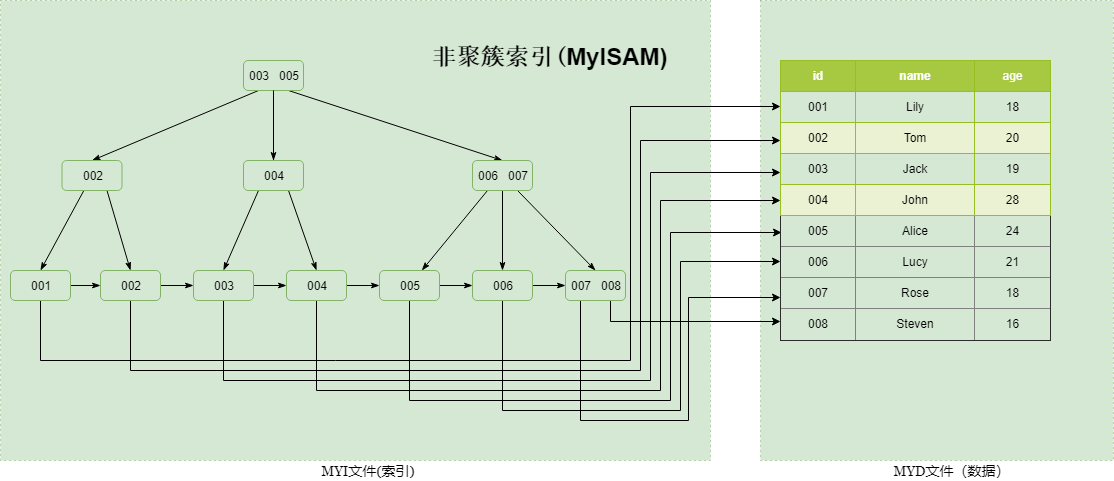 非聚簇索引(MyISAM)
003 005
002
004
006 007
001
002
003
004
005
006
007 008
id name age
001 Lily 18
002 Tom 20
003 Jack 19
004 John 28
005 Alice 24
006 Lucy 21
007 Rose 18
008 Steven 16
MYI文件(索引)
MYD文件（数据）